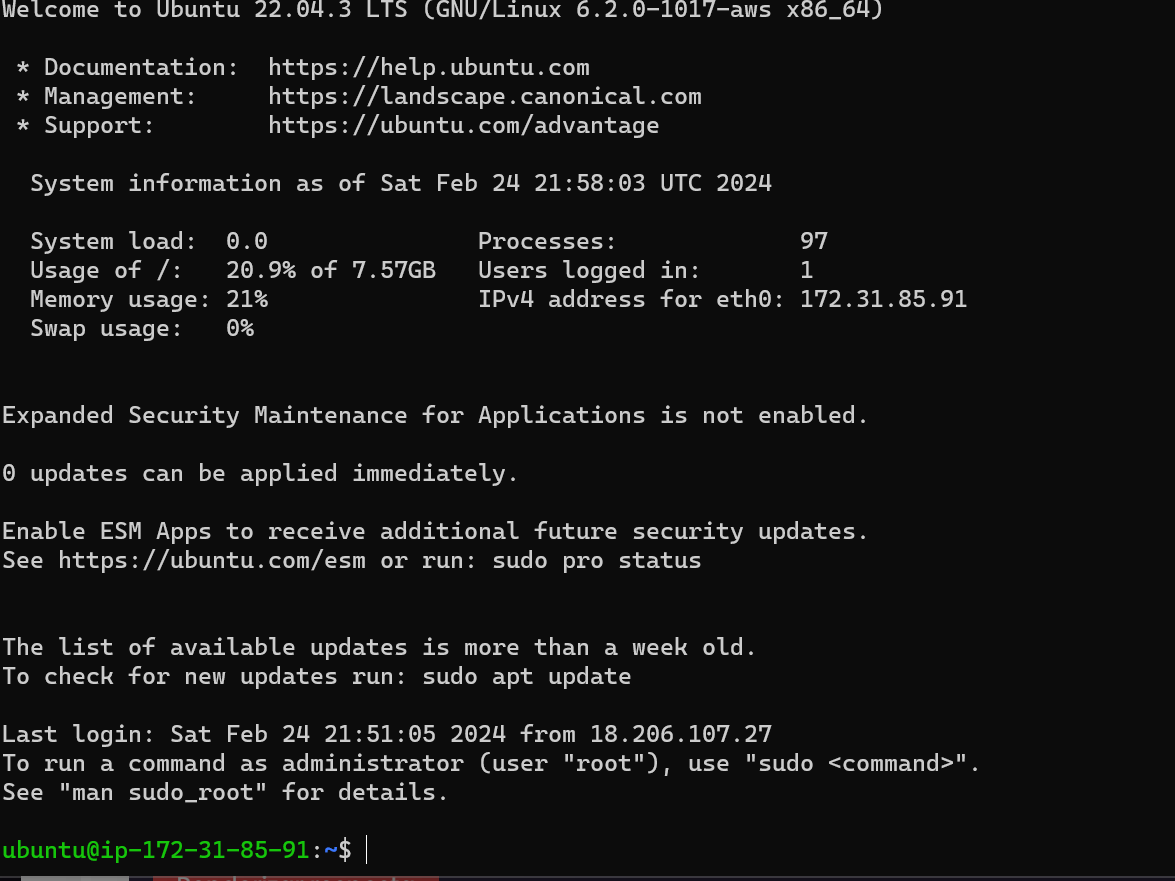 Welcome to Ubuntu 22.04.3 LTS (GNU/Linux 6.2.0-1017-aws x86_64)
* Documentation:  https://help.ubuntu.com
* Management:     https://landscape.canonical.com
* Support:        https://ubuntu.com/advantage
System information as of Sat Feb 24 21:58:03 UTC 2024
System load:  0.0               Processes:             97
Usage of /:   20.9% of 7.57GB   Users logged in:       1
Memory usage: 21%               IPv4 address for eth0: 172.31.85.91
Swap usage:   0%
Expanded Security Maintenance for Applications is not enabled.
0 updates can be applied immediately.
Enable ESM Apps to receive additional future security updates.
See https://ubuntu.com/esm or run: sudo pro status
The list of available updates is more than a week old.
To check for new updates run: sudo apt update
Last login: Sat Feb 24 21:51:05 2024 from 18.206.107.27
To run a command as administrator (user "root"), use "sudo <command>".
See "man sudo_root" for details.
ubuntu@ip-172-31-85-91:~$